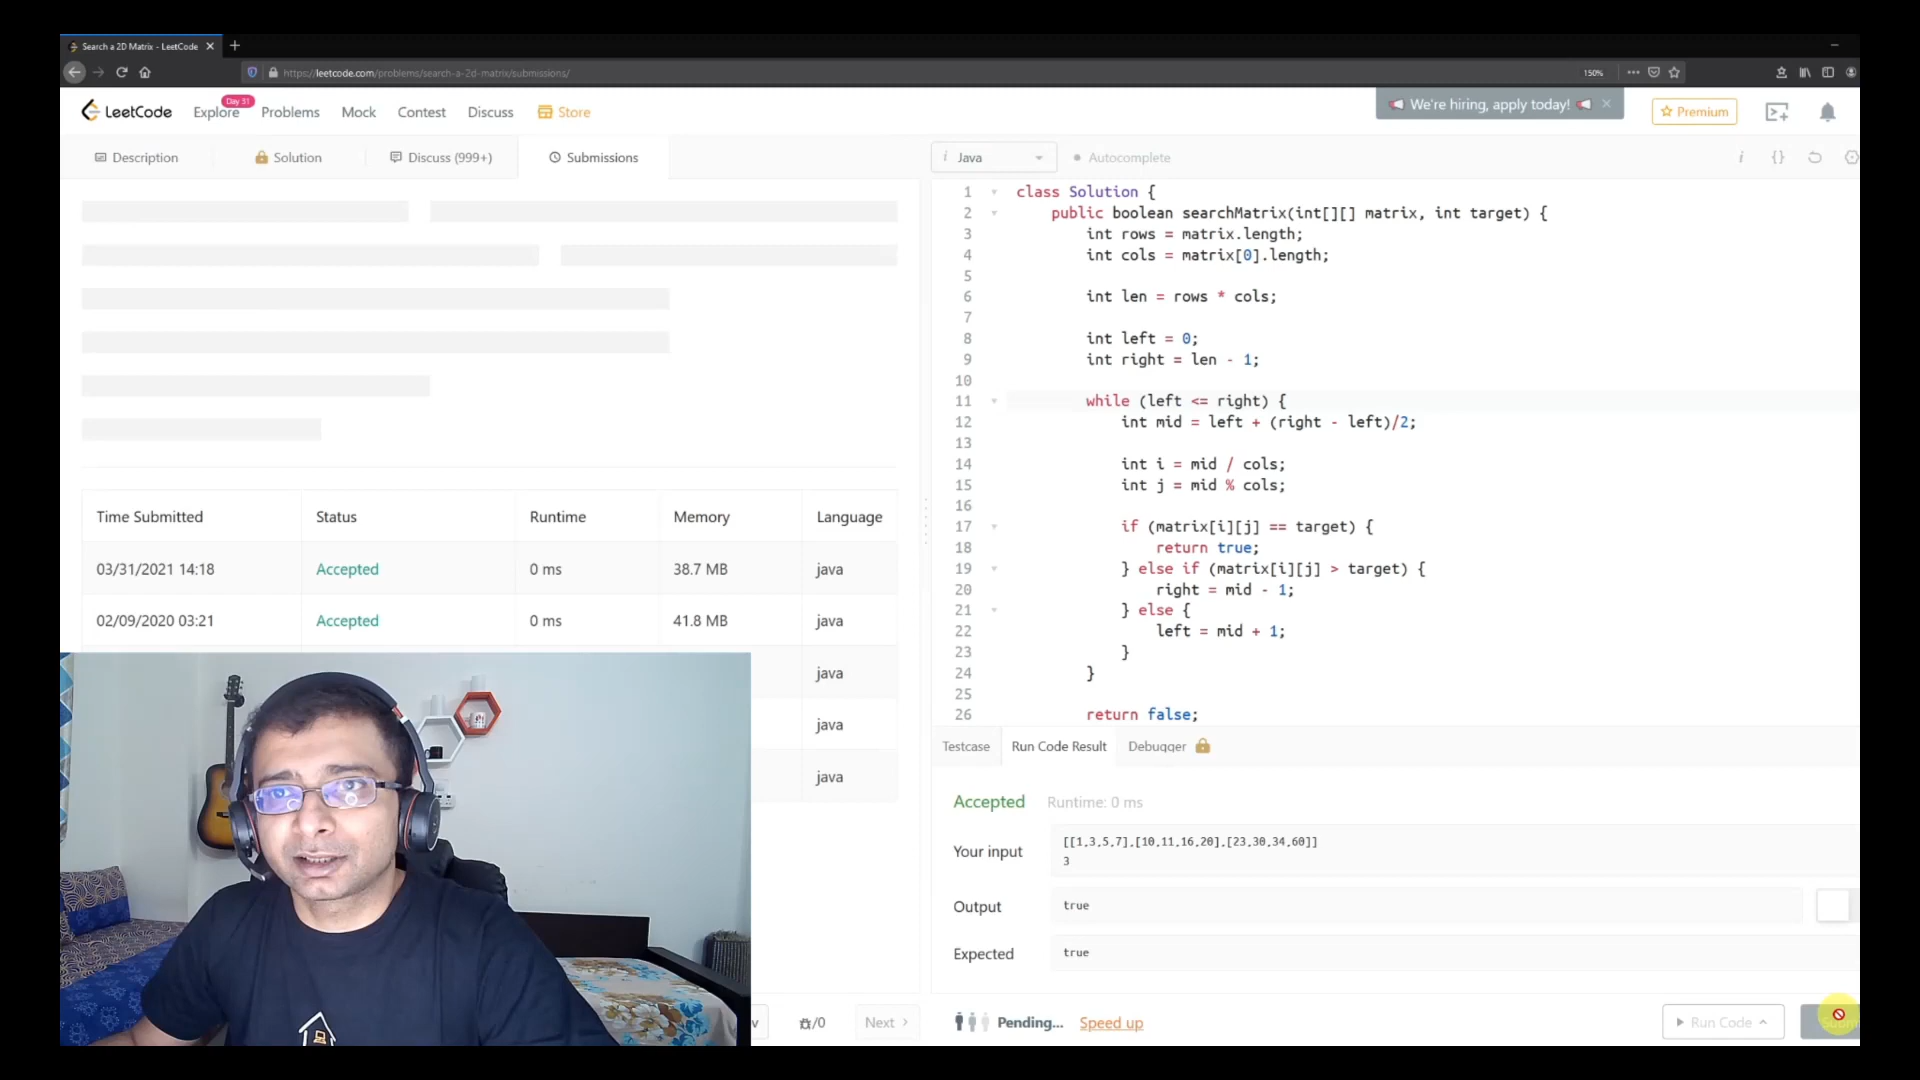 Search a 2D Matrix - LeetCode
https://leetcode.com/problems/search-a-2d-matrix/submissions/
150%
LeetCode
Explore
Day 31
Problems
Mock
Contest
Discuss
Store
We're hiring, apply today!
Premium
Description
Solution
Discuss (999+)
Submissions
i Java
Autocomplete
Time Submitted Status Runtime Memory Language
03/31/2021 14:18 Accepted 0 ms 38.7 MB java
02/09/2020 03:21 Accepted 0 ms 41.8 MB java
java
java
java
1 class Solution {
2 public boolean searchMatrix(int[][] matrix, int target) {
3 int rows = matrix.length;
4 int cols = matrix[0].length;
5
6 int len = rows * cols;
7
8 int left = 0;
9 int right = len - 1;
10
11 while (left <= right) {
12 int mid = left + (right - left)/2;
13
14 int i = mid / cols;
15 int j = mid % cols;
16
17 if (matrix[i][j] == target) {
18 return true;
19 } else if (matrix[i][j] > target) {
20 right = mid - 1;
21 } else {
22 left = mid + 1;
23 }
24 }
25
26 return false;
Testcase
Run Code Result
Debugger
Accepted Runtime: 0 ms
Your input
[[1,3,5,7],[10,11,16,20],[23,30,34,60]]
3
Output true
Expected true
/0
Next >
Pending...
Speed up
Run Code